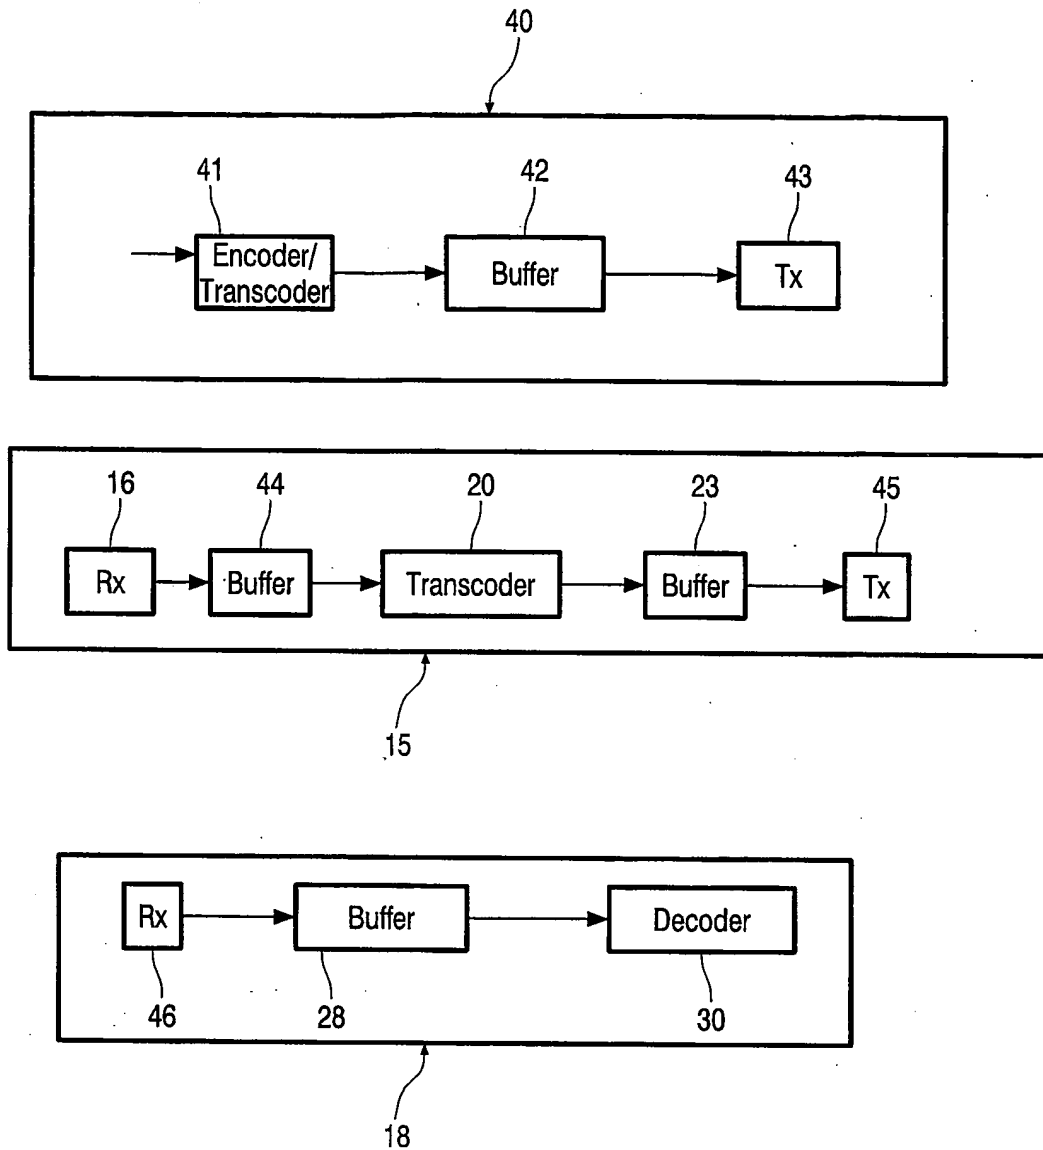 40
41
42
43
Encoder/
Transcoder
Buffer
Tx
16
44
20
23
45
Rx
Buffer
Transcoder
Buffer
Tx
15
Rx
Buffer
Decoder
46
28
30
18